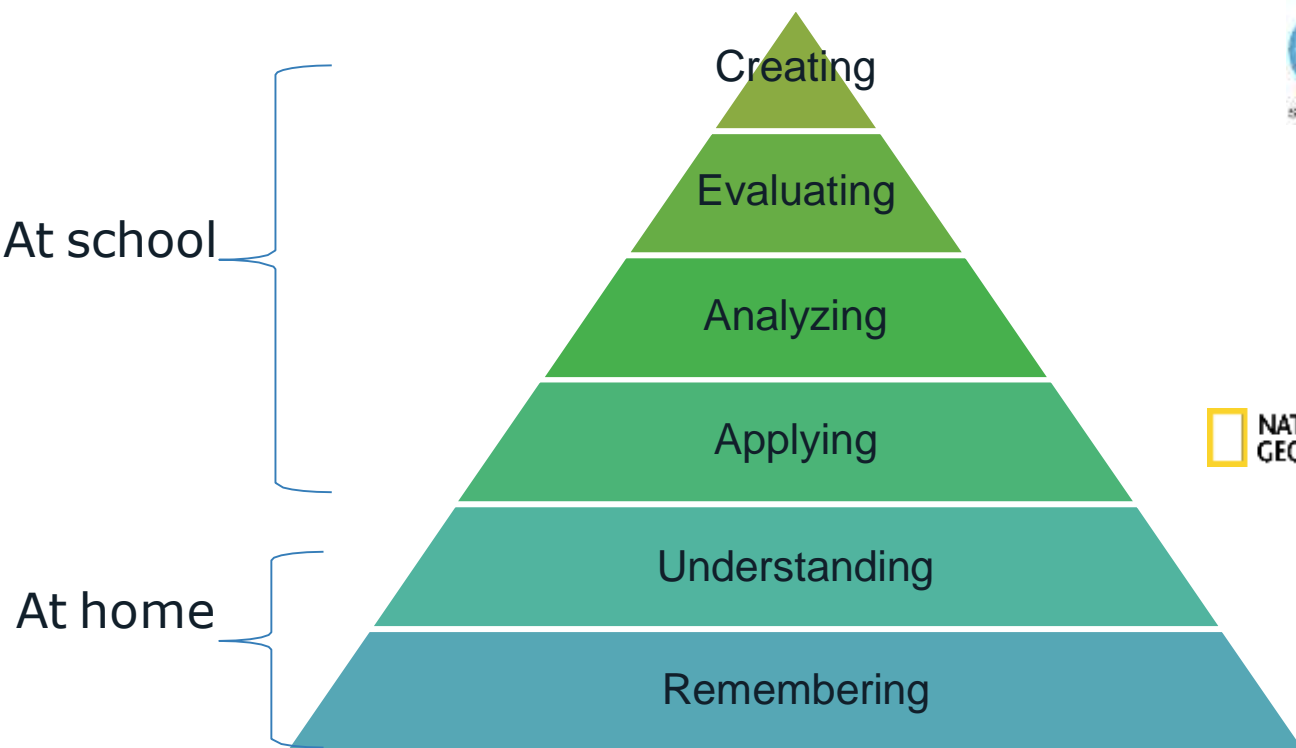 Creating
Evaluating
At school
Analyzing
Applying
Understanding
At home
Remembering